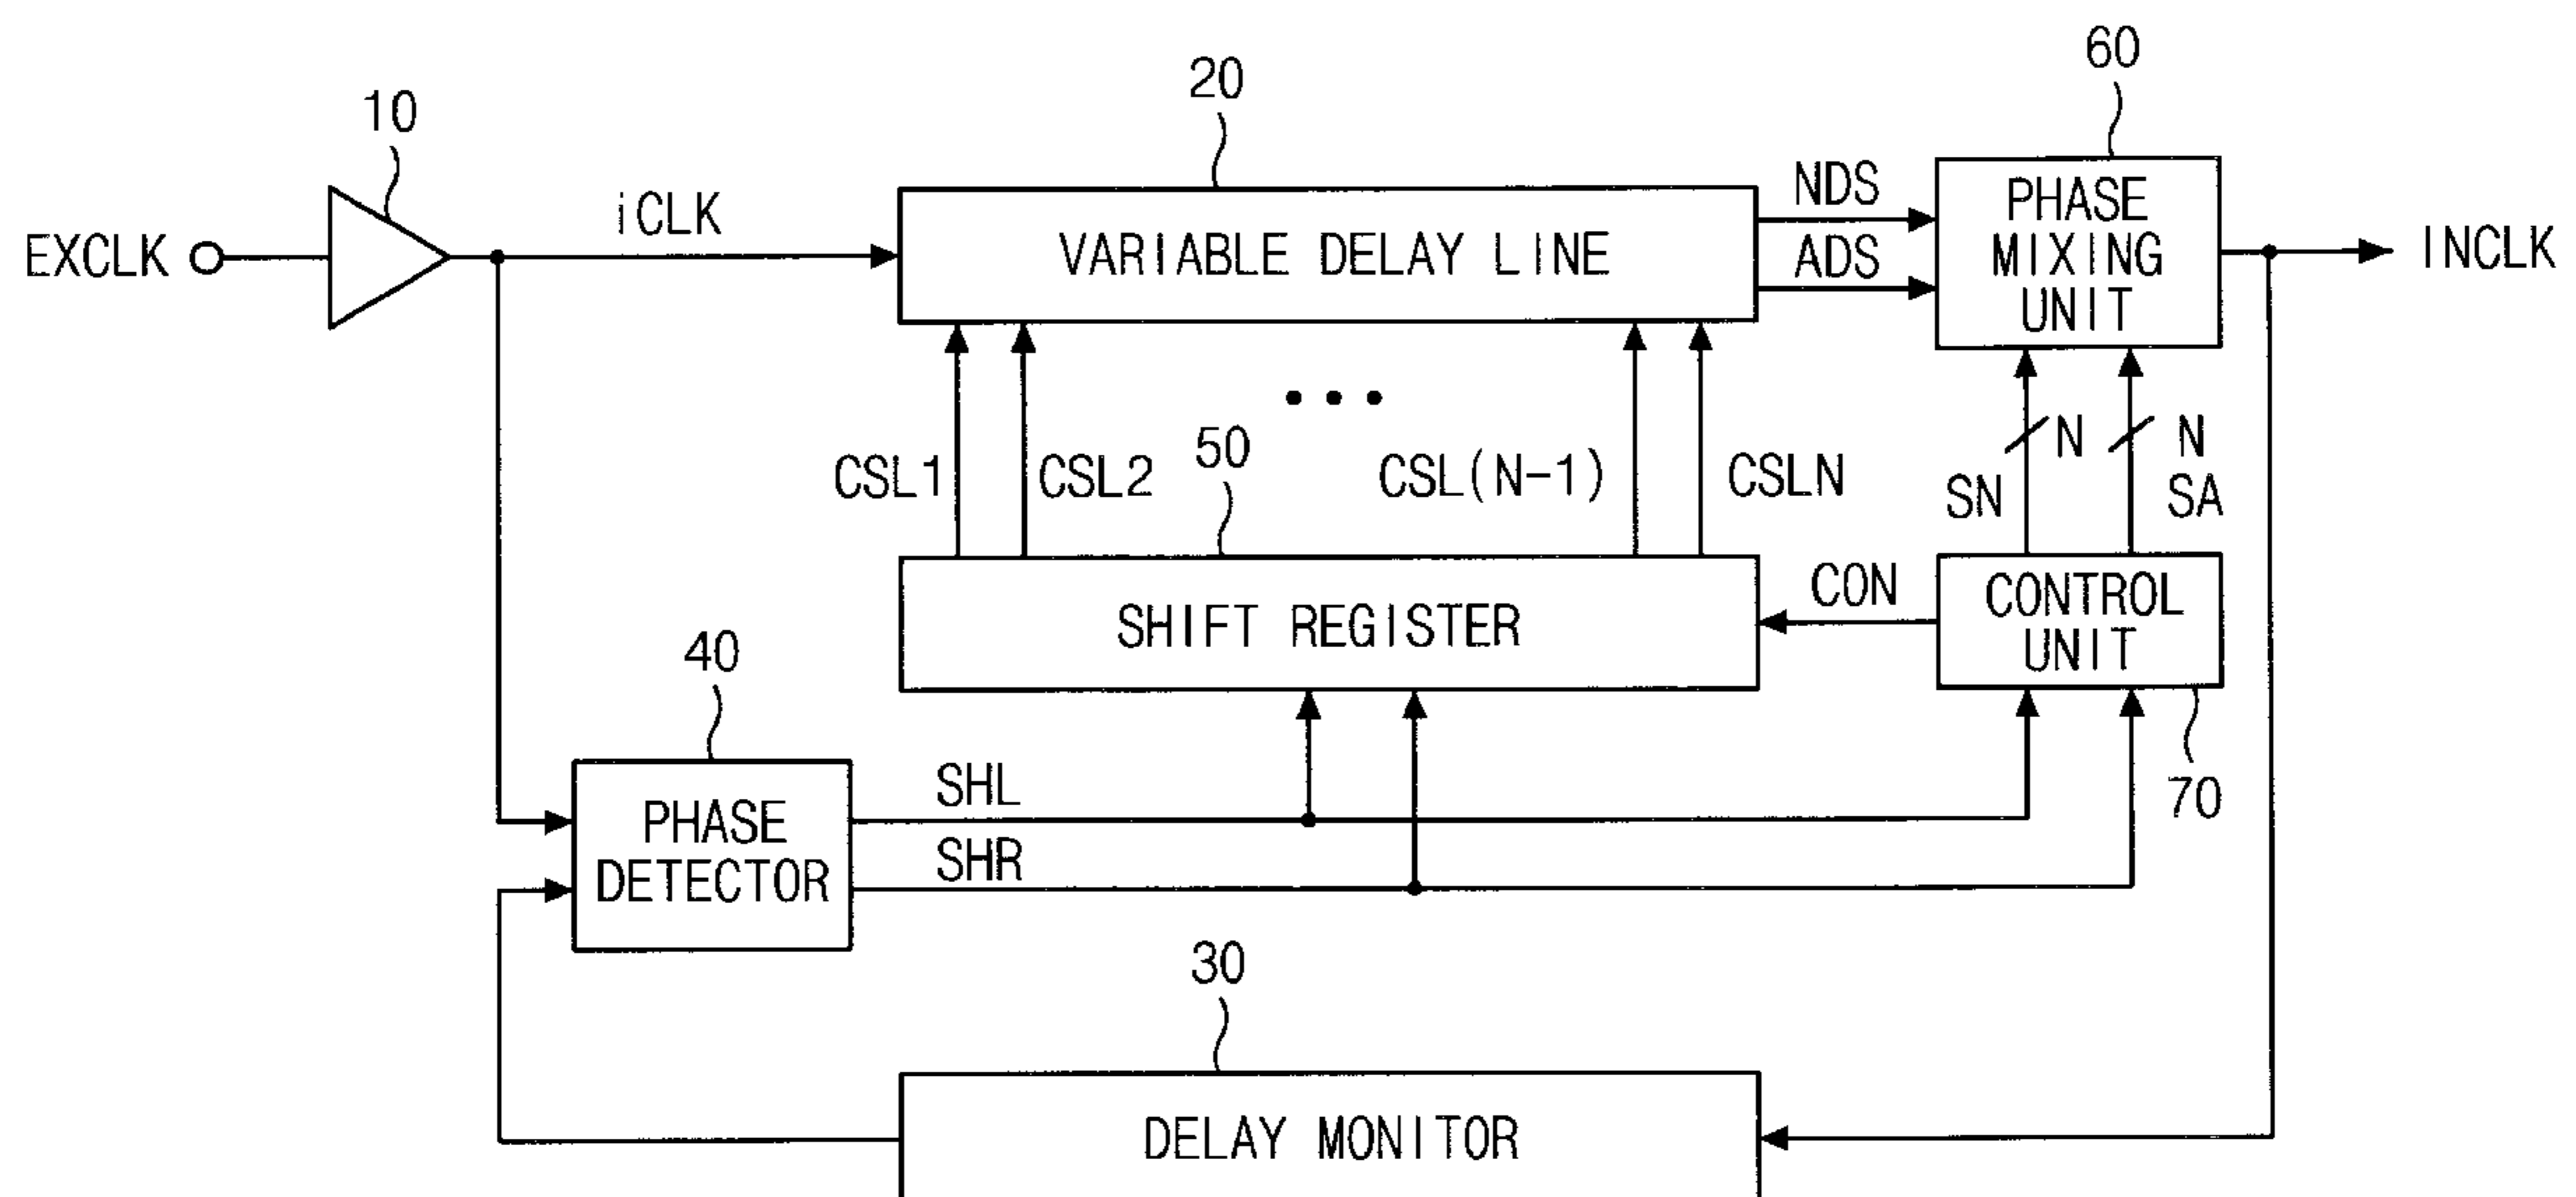 60
20
10
NDS
PHASE
MIXING
UNIT
iCLK
EXCLK
VARIABLE DELAY LINE
ADS
INCLK
50
N
N
CSL1
CSL2
CSL(N-1)
CSLN
SN
SA
CON
CONTROL
UNIT
SHIFT REGISTER
40
SHL
70
PHASE
DETECTOR
SHR
30
DELAY MONITOR